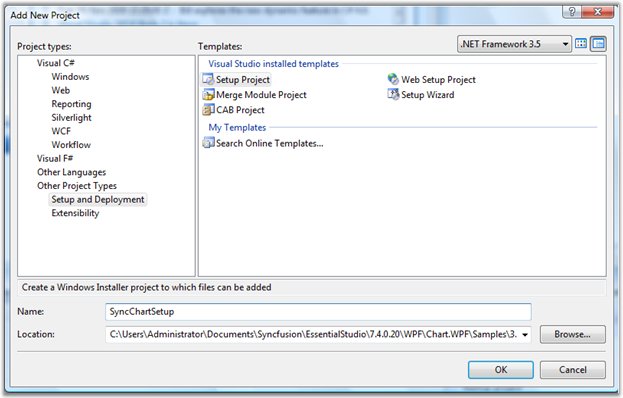 Add New Project
Project types:
Templates:
.NET Framework 3.5
Visual C#
Windows
Web
Reporting
Silverlight
WCF
Workflow
Visual F#
Other Languages
Other Project Types
Setup and Deployment
Extensibility
Visual Studio installed templates
Setup Project
Web Setup Project
Merge Module Project
Setup Wizard
CAB Project
My Templates
Search Online Templates...
Create a Windows Installer project to which files can be added
Name:
SyncChartSetup
Location:
C:\Users\Administrator\Documents\Syncfusion\EssentialStudio\7.4.0.20\WPF\Chart.WPF\Samples\3.
Browse...
OK
Cancel